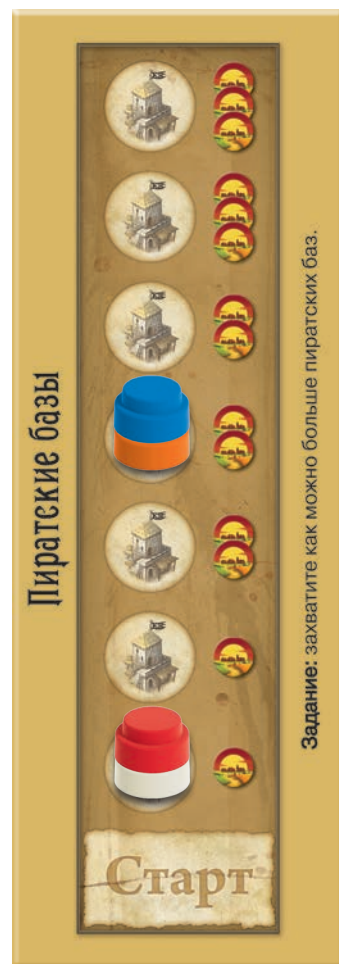 Пиратские базы
Старт
Задание: захватите как можно больше пиратских баз.